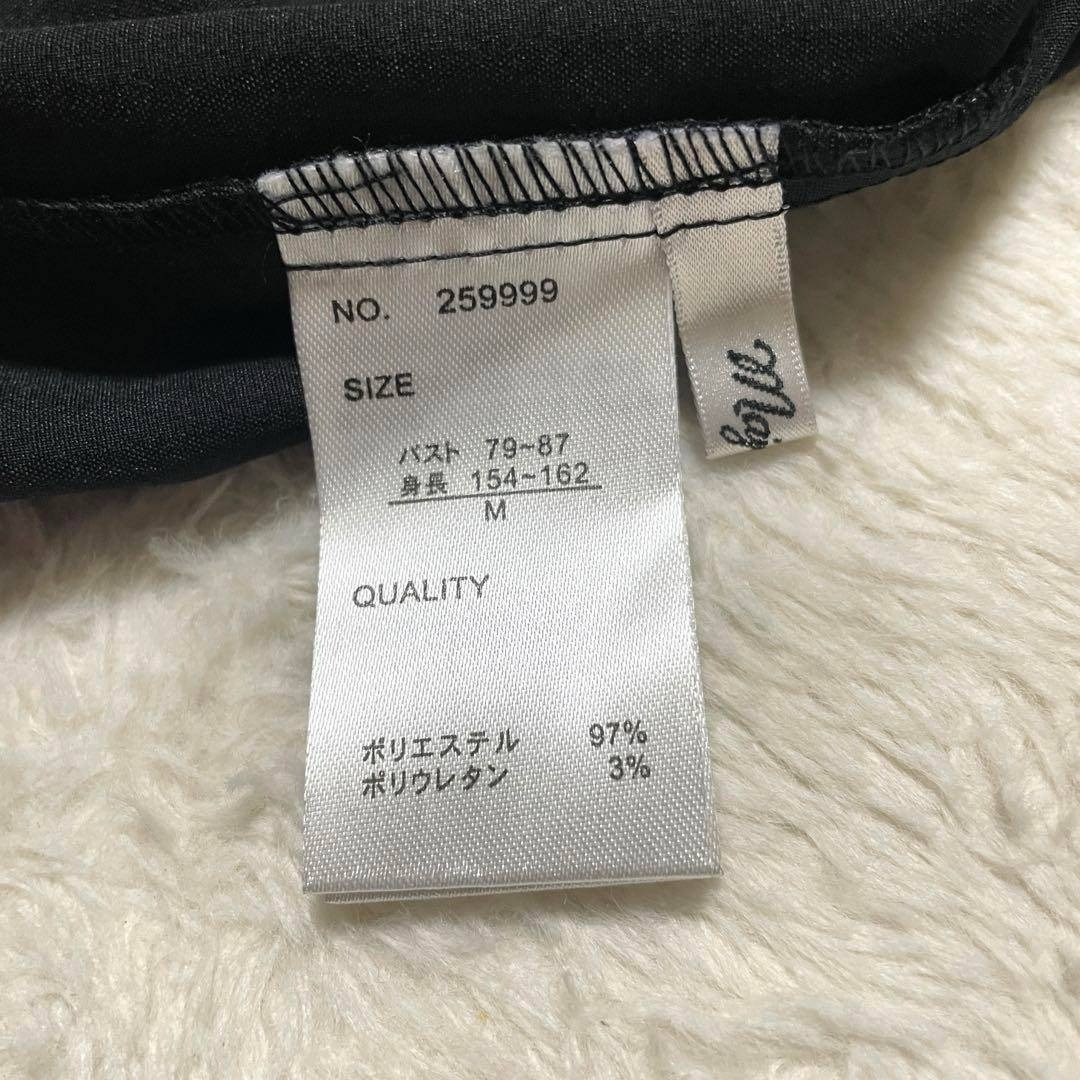 NO. 259999
SIZE
バスト 79~87
身長 154~162
M
QUALITY
ポリエステル 97%
ポリウレタン 3%